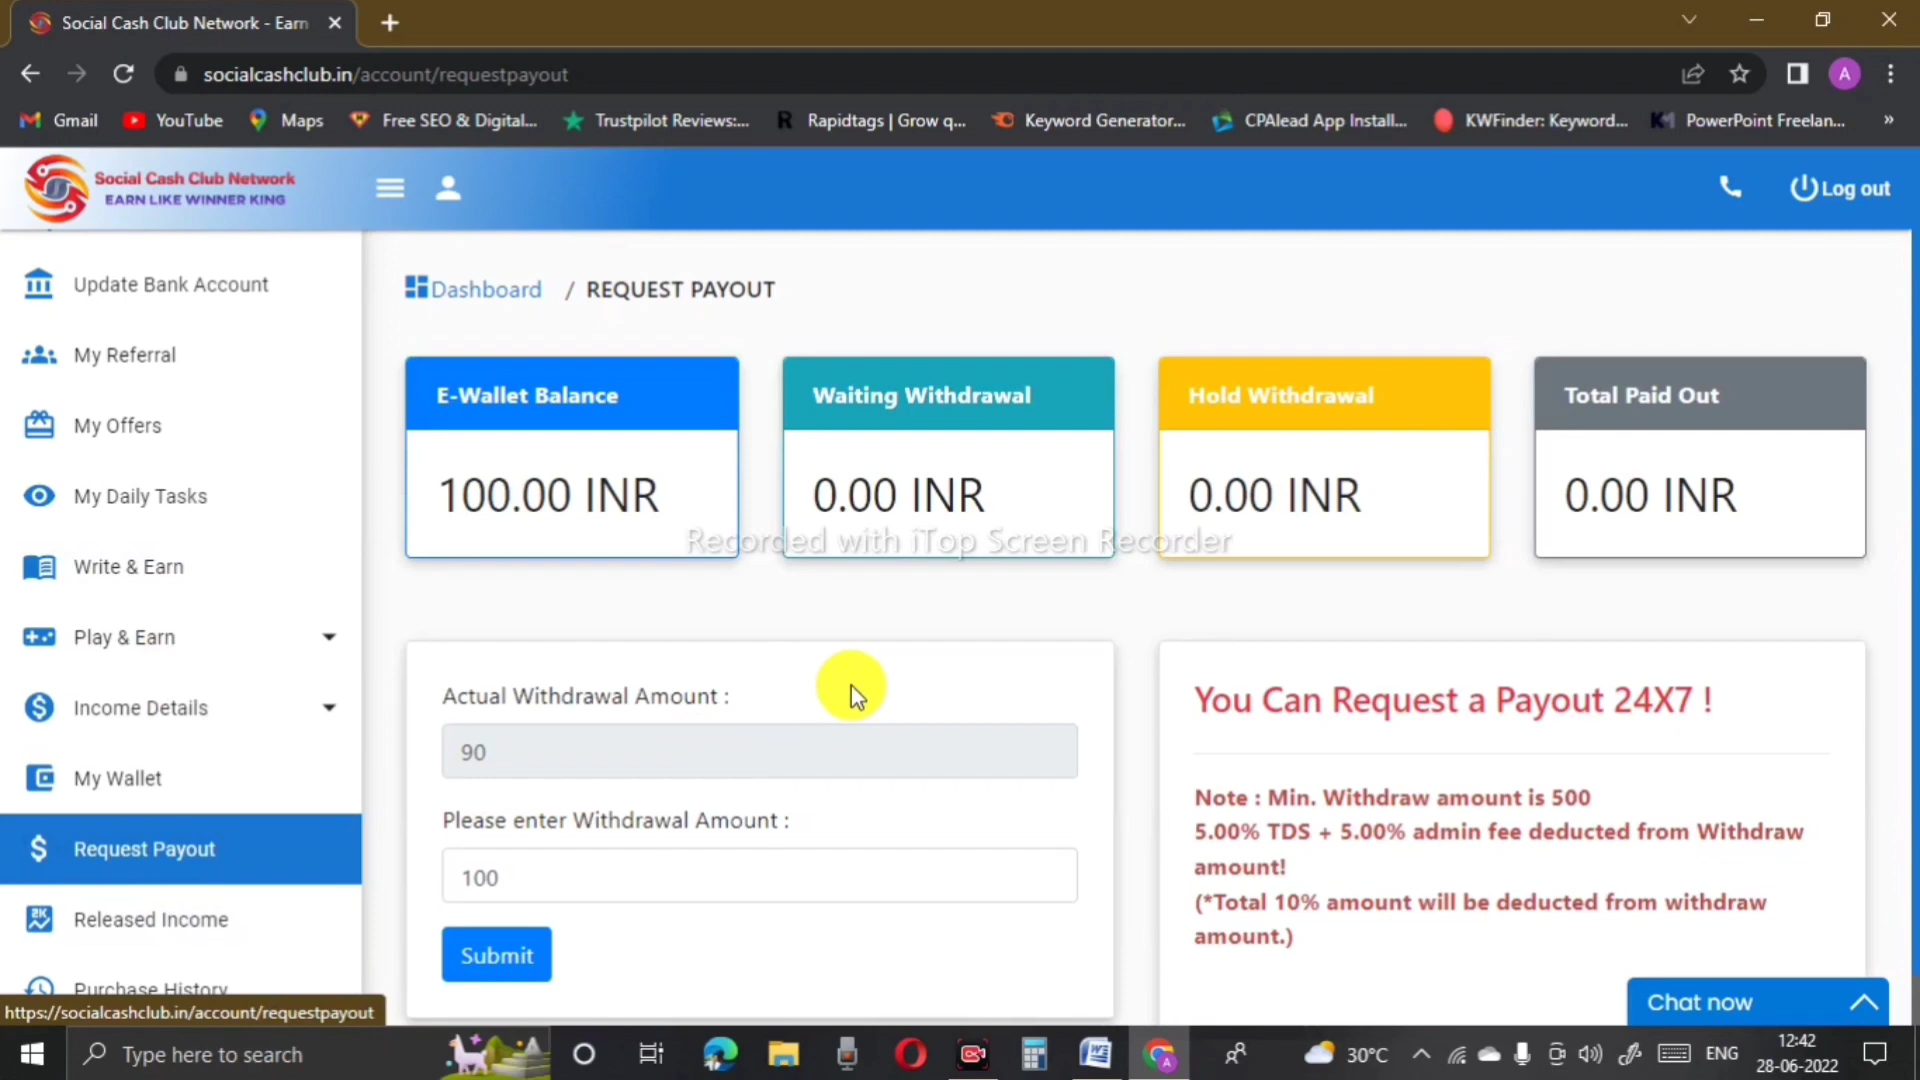 Social Cash Club Network - Earn
socialcashclub.in/account/requestpayout
A
Gmail
YouTube
Maps
Free SEO & Digital...
Trustpilot Reviews:...
Rapidtags | Grow q...
Keyword Generator...
CPAlead App Install...
KWFinder: Keyword...
PowerPoint Freelan...
»
Social Cash Club Network
EARN LIKE WINNER KING
Log out
Update Bank Account
My Referral
My Offers
My Daily Tasks
Write & Earn
Play & Earn
Income Details
My Wallet
Request Payout
Released Income
Purchase History
https://socialcashclub.in/account/requestpayout
Dashboard / REQUEST PAYOUT
E-Wallet Balance
100.00 INR
Waiting Withdrawal
0.00 INR
Hold Withdrawal
0.00 INR
Total Paid Out
0.00 INR
Recorded with iTop Screen Recorder
Actual Withdrawal Amount :
90
Please enter Withdrawal Amount :
100
Submit
You Can Request a Payout 24X7 !
Note : Min. Withdraw amount is 500
5.00% TDS + 5.00% admin fee deducted from Withdraw
amount!
(*Total 10% amount will be deducted from withdraw
amount.)
Chat now
Type here to search
30°C
ENG
12:42
28-06-2022